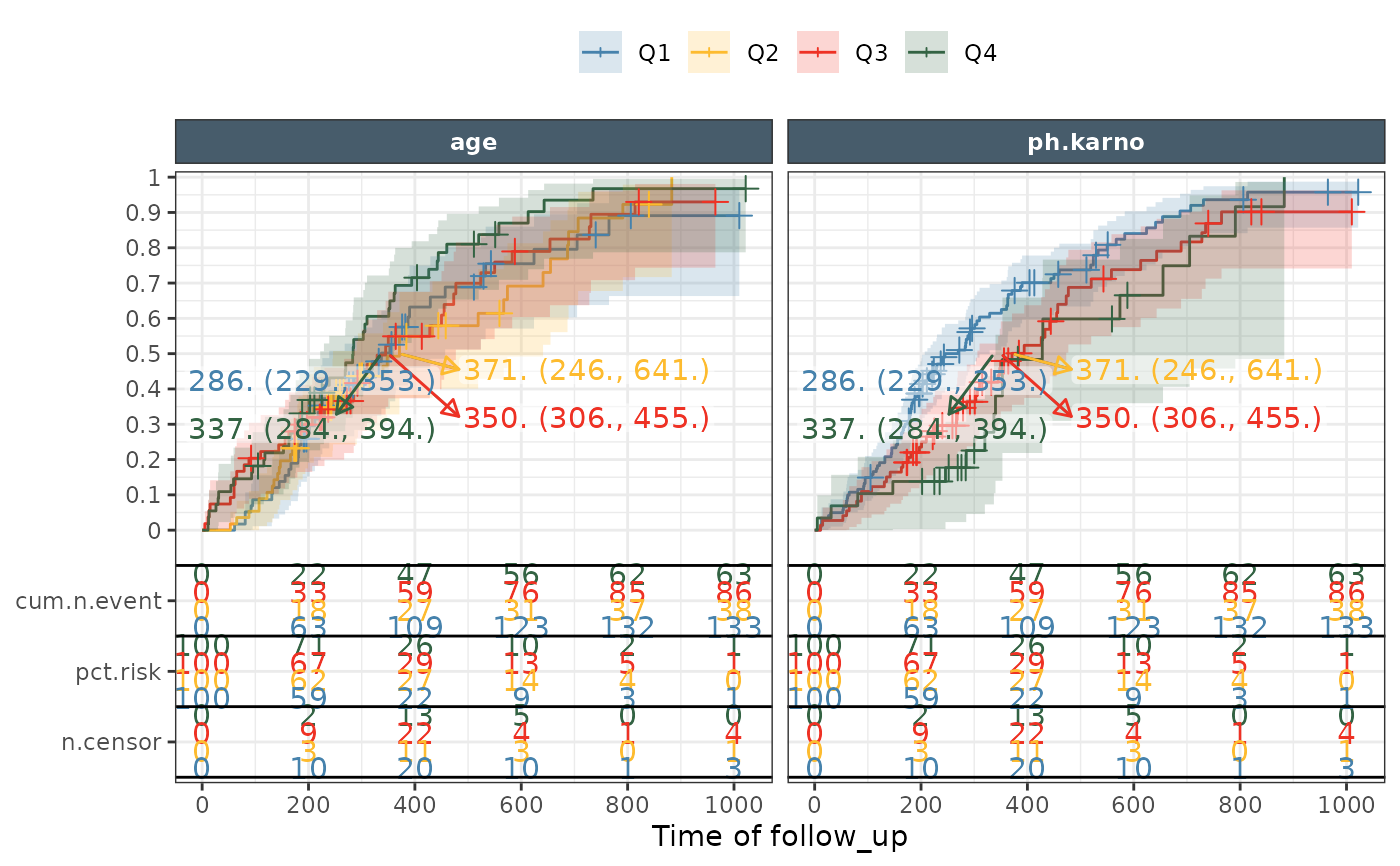 Q1 Q2 Q3 Q4
age ph.karno
1
0.9
0.8
0.7
0.6
0.5
0.4
0.3
0.2
0.1
0
371. (246., 641.) 371. (246., 641.)
286. (229., 353.) 286. (229., 353.)
350. (306., 455.) 350. (306., 455.)
337. (284., 394.) 337. (284., 394.)
0 22 47 56 62 63 0 22 47 56 62 63
0 33 59 76 85 86 0 33 59 76 85 86
cum.n.event
0 18 27 31 37 38 0 18 27 31 37 38
0 63 109 123 132 133 0 63 109 123 132 133
100 71 26 10 2 1 100 71 26 10 2 1
100 67 29 13 5 1 100 67 29 13 5 1
pct.risk
100 62 27 14 4 0 100 62 27 14 4 0
100 59 22 9 3 1 100 59 22 9 3 1
0 2 13 5 0 0 0 2 13 5 0 0
0 9 22 4 1 4 0 9 22 4 1 4
n.censor
0 3 11 3 0 1 0 3 11 3 0 1
0 10 20 10 1 3 0 10 20 10 1 3
0 200 400 600 800 1000 0 200 400 600 800 1000
Time of follow_up